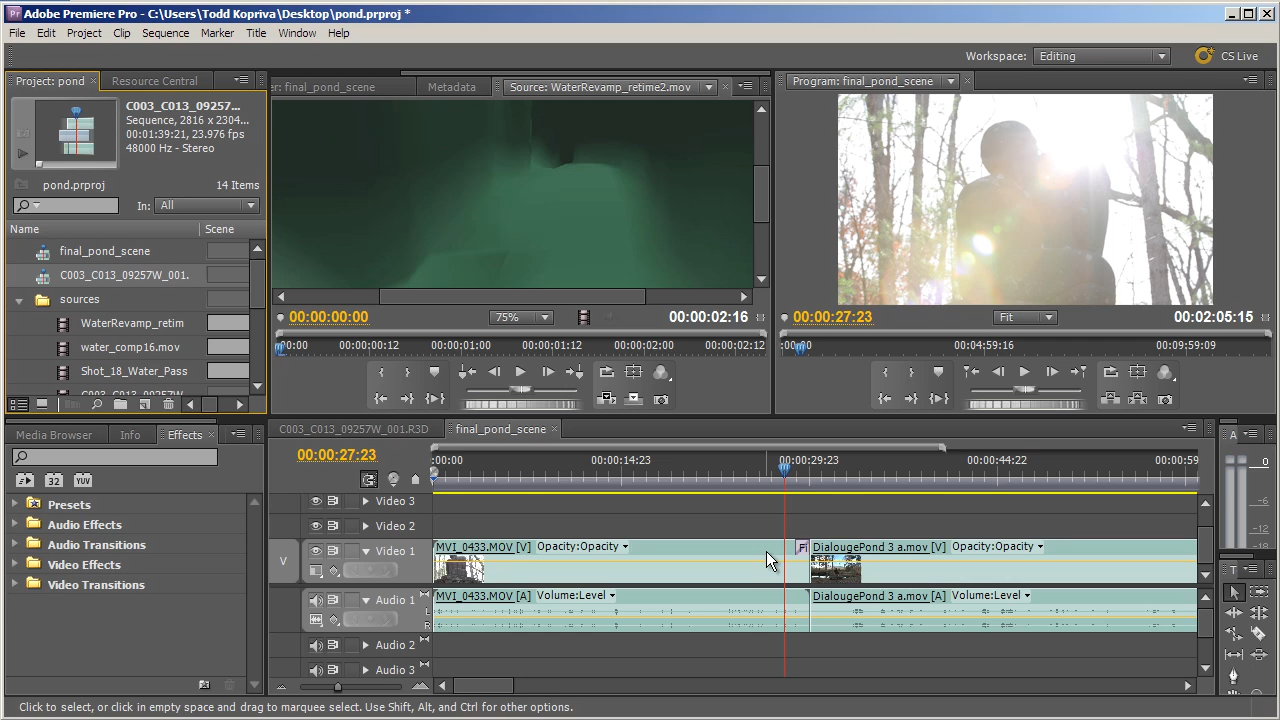 Adobe Premiere Pro - C:\Users\Todd Kopriva\Desktop\pond.prproj *
File Edit Project Clip Sequence Marker Title Window Help
Workspace: Editing CS Live
Project: pond Resource Central
C003_C013_09257...
Sequence, 2816 x 2304...
00:01:39:21, 23.976 fps
48000 Hz - Stereo
pond.prproj 14 Items
In: All
Name Scene
final_pond_scene
C003_C013_09257W_001.
sources
WaterRevamp_retim
water_comp16.mov
Shot_18_Water_Pass
C003_C013_09257W
er: final_pond_scene Metadata Source: WaterRevamp_retime2.mov
00:00:00:00 75% 00:00:02:16
00:00 00:00:00:12 00:00:01:00 00:00:01:12 00:00:02:00 00:00:02:12
Program: final_pond_scene
00:00:27:23 Fit 00:02:05:15
:00:00 00:04:59:16 00:09:59:09
Media Browser Info Effects
32 YUV
Presets
Audio Effects
Audio Transitions
Video Effects
Video Transitions
C003_C013_09257W_001.R3D final_pond_scene
00:00:27:23
:00:00 00:00:14:23 00:00:29:23 00:00:44:22 00:00:59
Video 3
Video 2
V Video 1
MVI_0433.MOV [V] Opacity:Opacity DialougePond 3 a.mov [V] Opacity:Opacity
Audio 1
L
R
MVI_0433.MOV [A] Volume:Level DialougePond 3 a.mov [A] Volume:Level
Audio 2
Audio 3
A
0
-6
-12
-18
T
Click to select, or click in empty space and drag to marquee select. Use Shift, Alt, and Ctrl for other options.